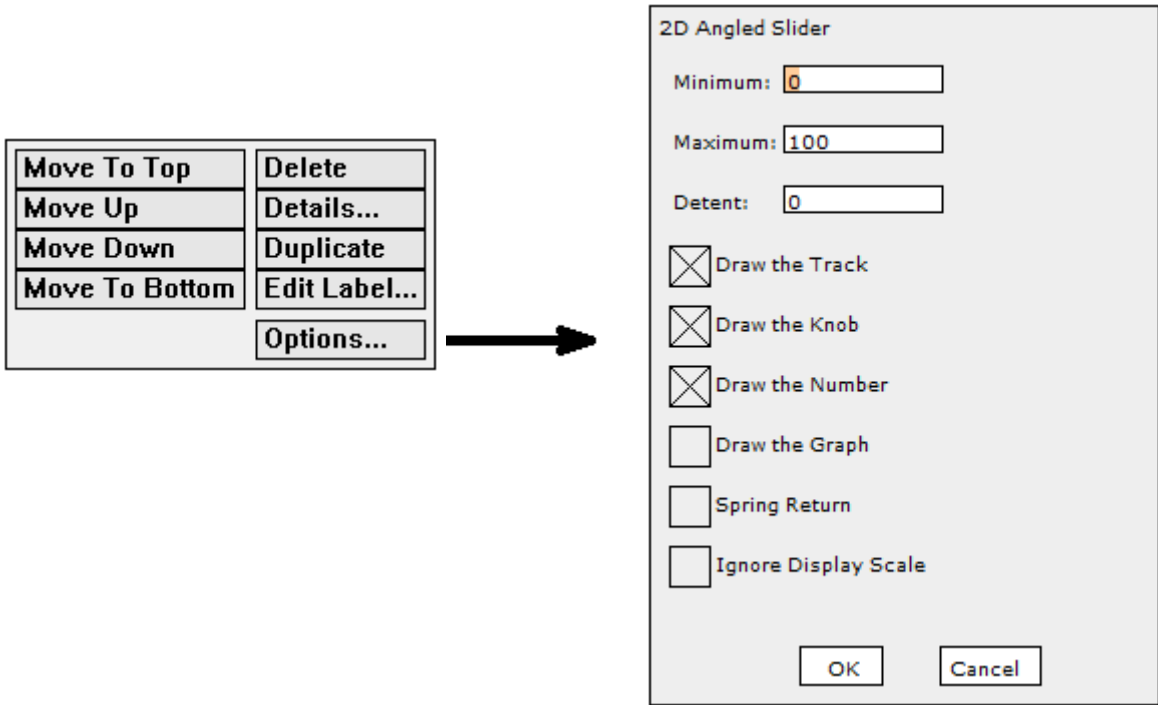 Move To Top
Move Up
Move Down
Move To Bottom
Delete
Details...
Duplicate
Edit Label...
Options...
2D Angled Slider
Minimum: 0
Maximum: 100
Detent: 0
Draw the Track
Draw the Knob
Draw the Number
Draw the Graph
Spring Return
Ignore Display Scale
OK
Cancel